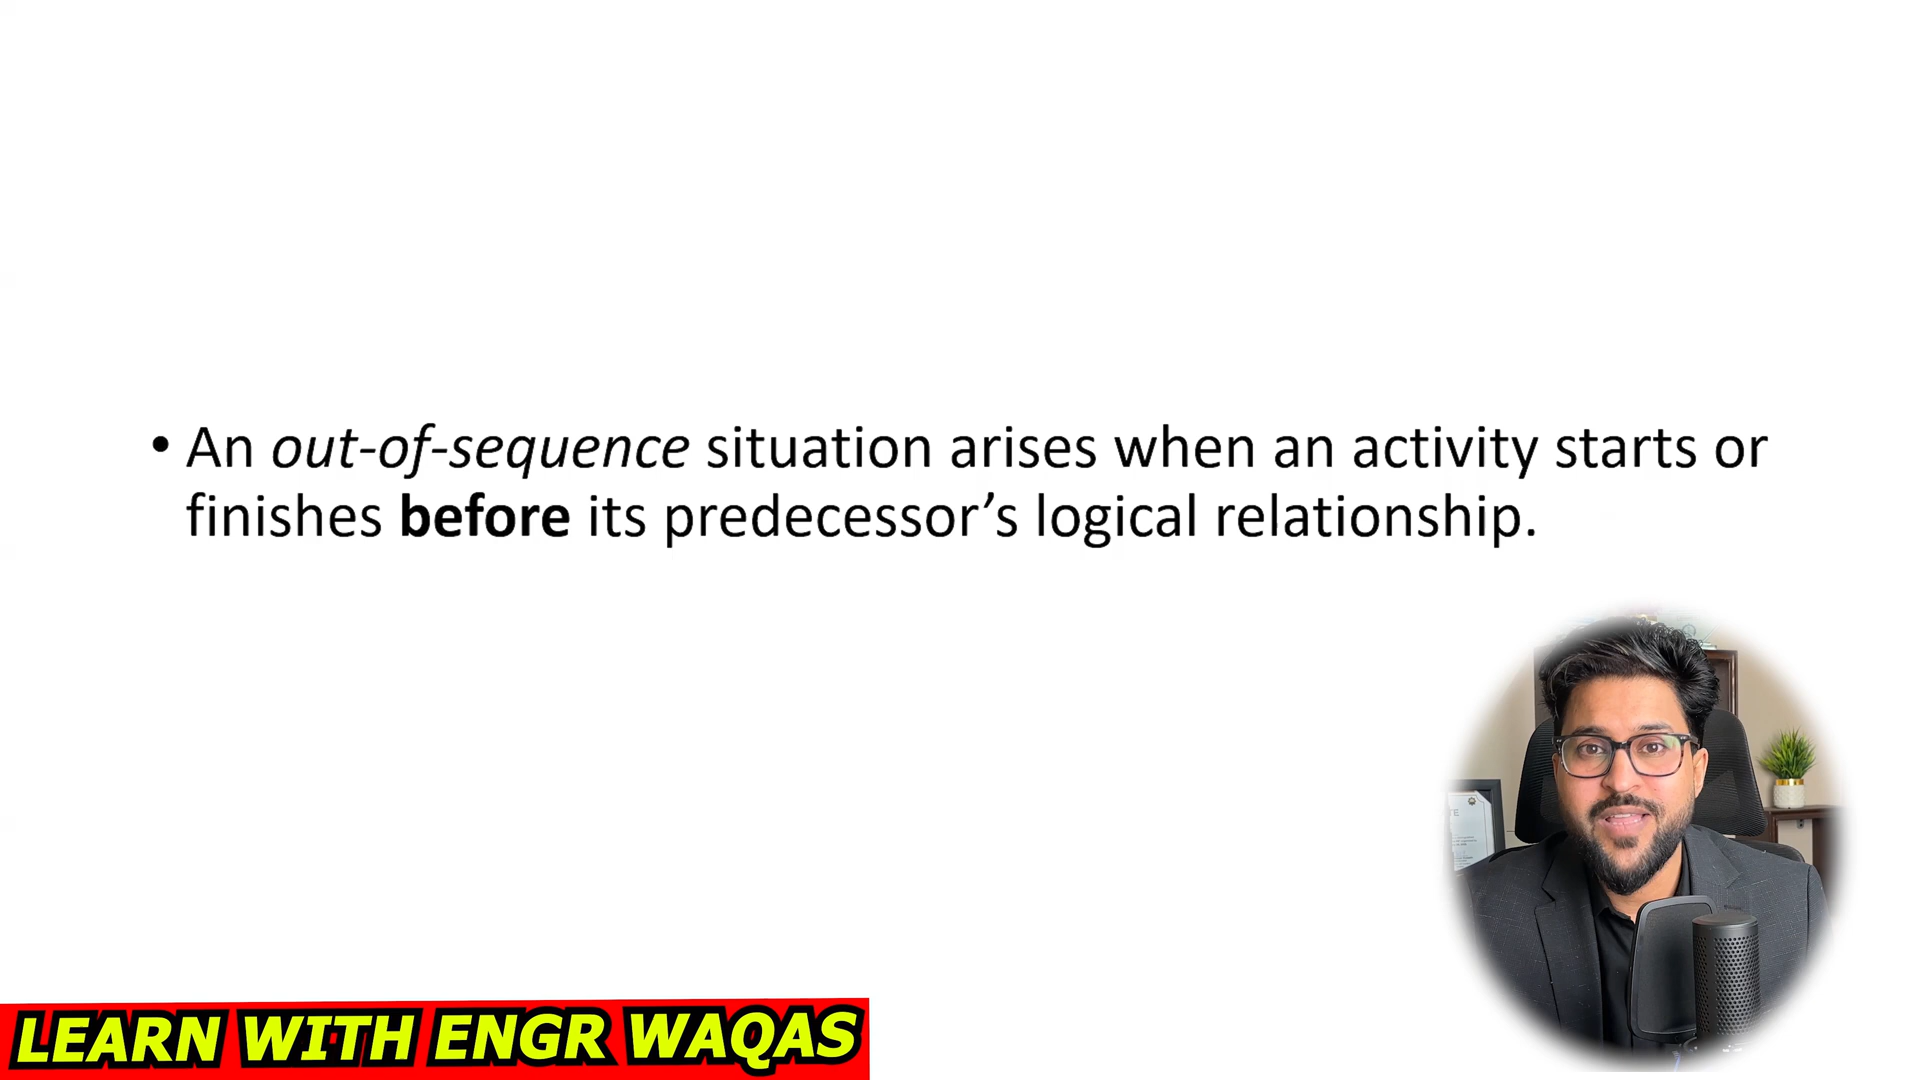 • An out-of-sequence situation arises when an activity starts or
finishes before its predecessor’s logical relationship.
LEARN WITH ENGR WAQAS